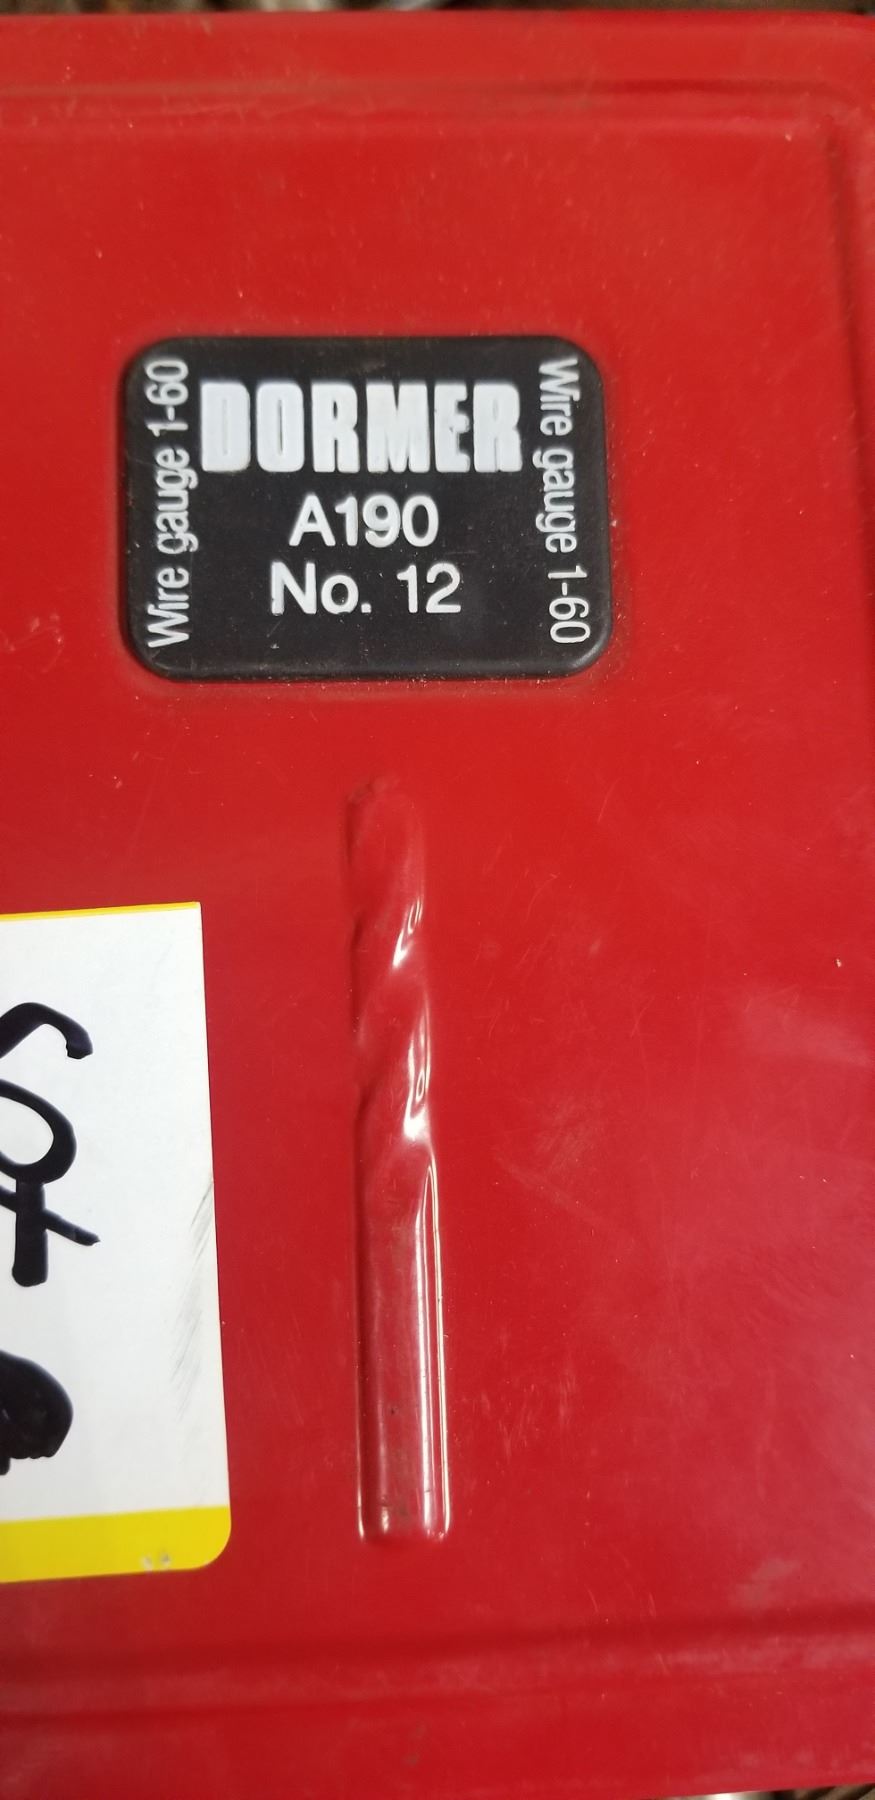 DORMER
A190
No. 12
Wire gauge 1-60
Wire gauge 1-60